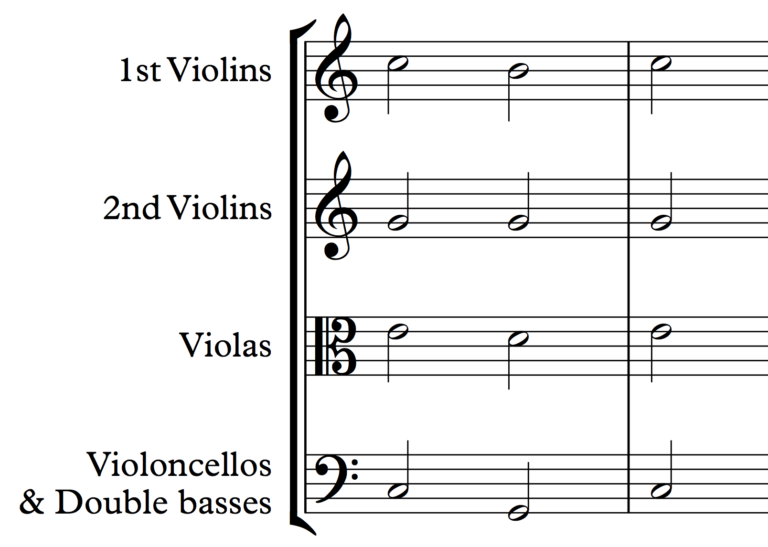 1st Violins
2nd Violins
Violas
Violoncellos
& Double basses